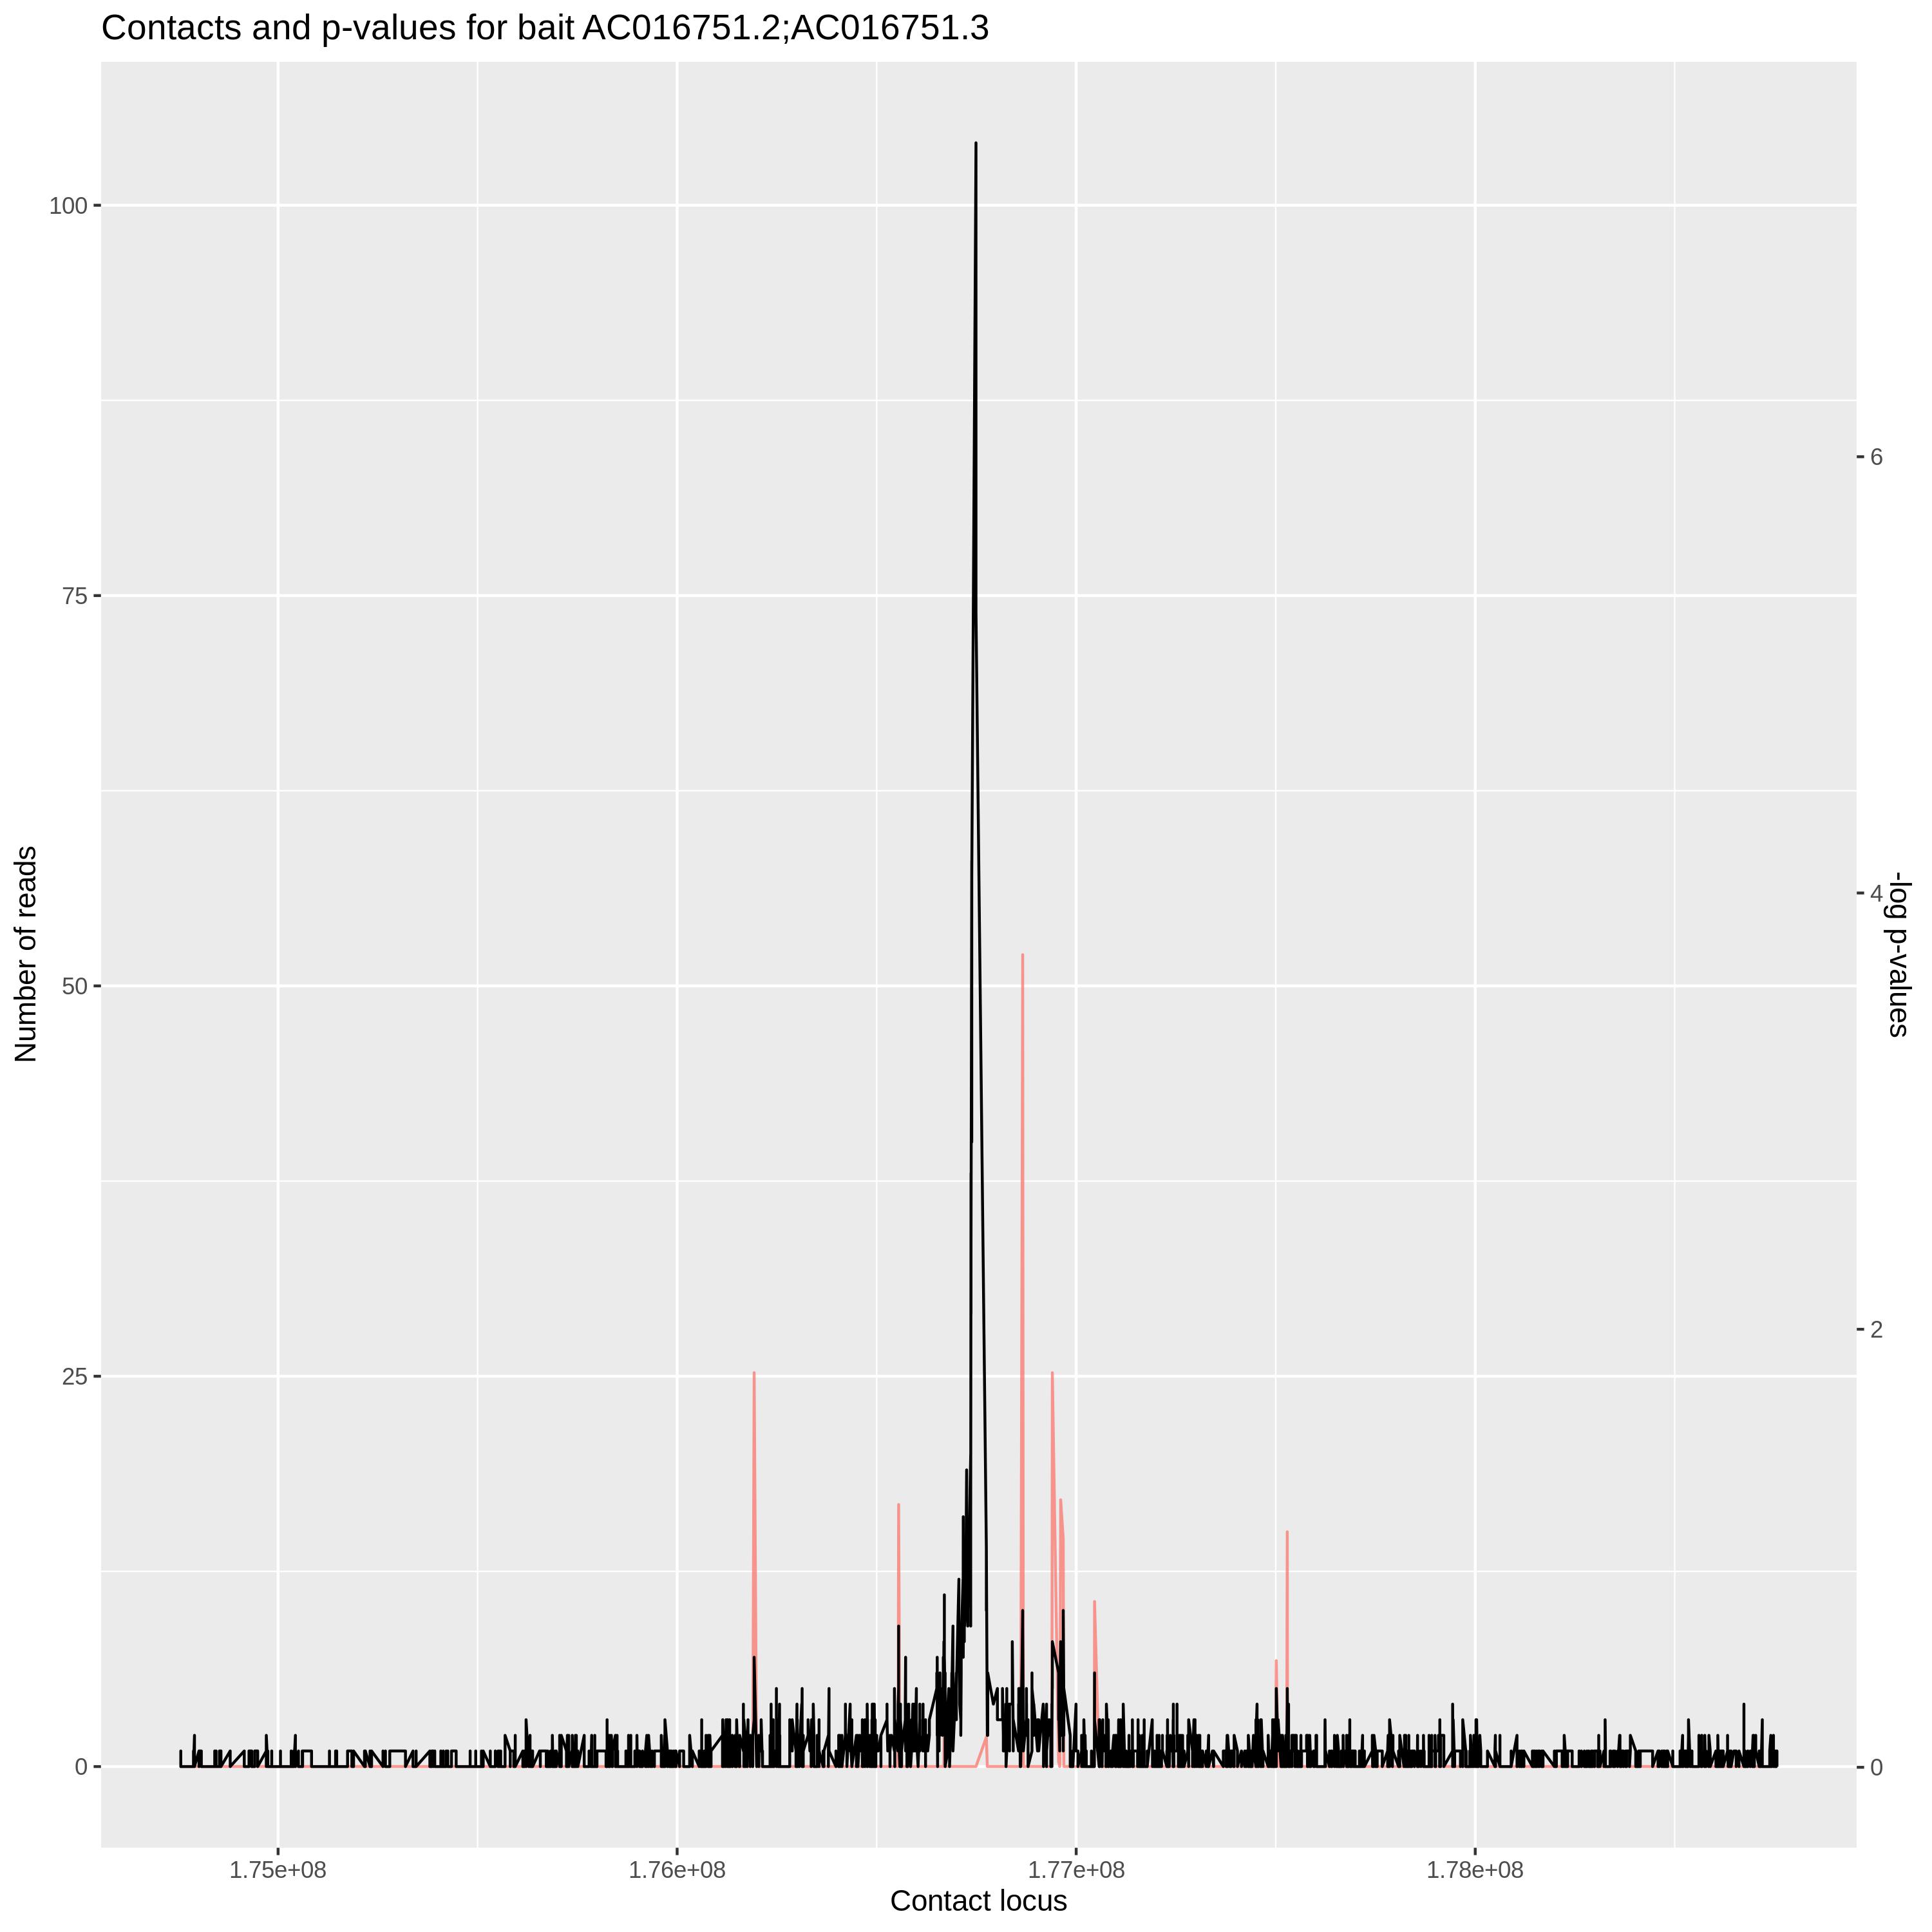 Contacts and p-values for bait AC016751.2;AC016751.3
Number of reads
100
75
50
25
0
6
4
2
0
-log p-values
1.75e+08 1.76e+08 1.77e+08 1.78e+08
Contact locus